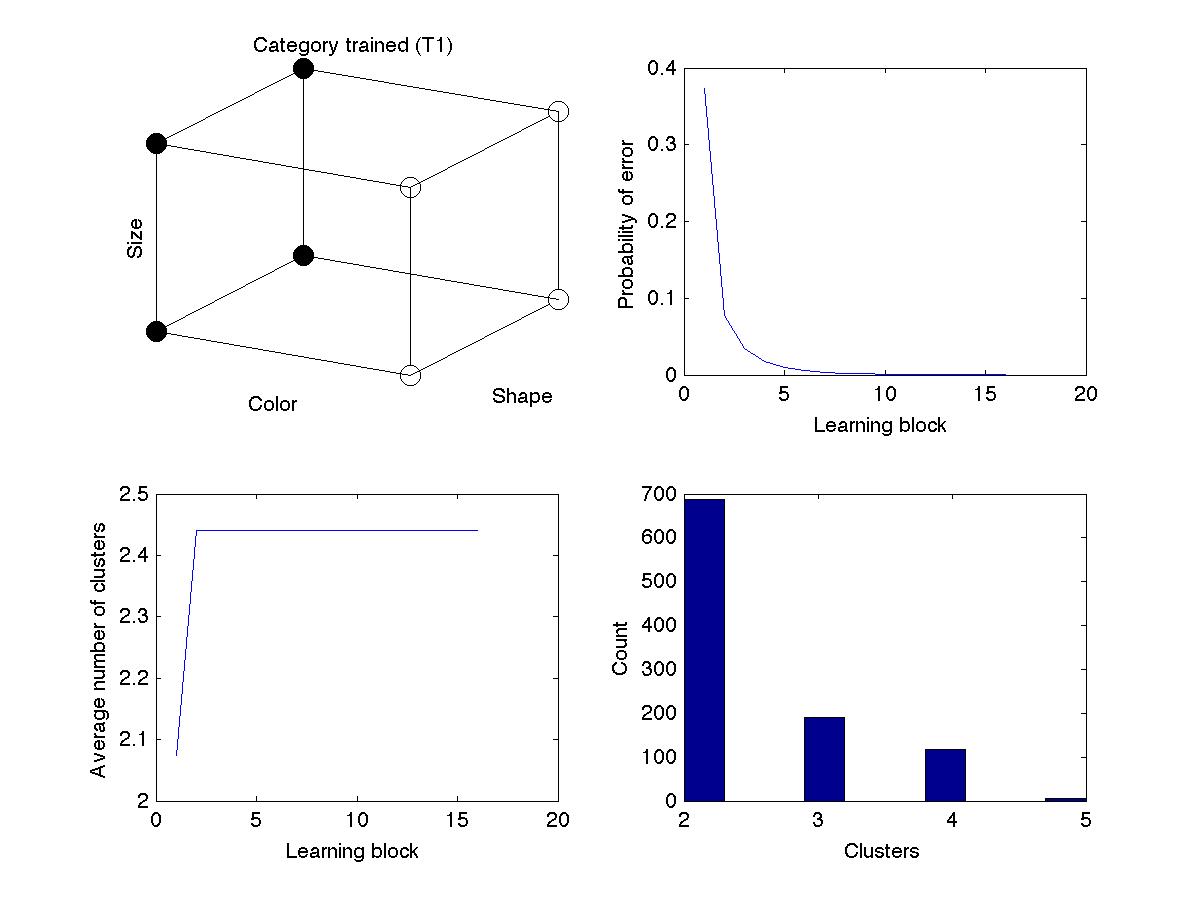 Category trained (T1)
Size
Color
Shape
0.4
0.3
0.2
0.1
0
Probability of error
0 5 10 15 20
Learning block
2.5
2.4
2.3
2.2
2.1
2
Average number of clusters
0 5 10 15 20
Learning block
700
600
500
400
300
200
100
0
Count
2 3 4 5
Clusters